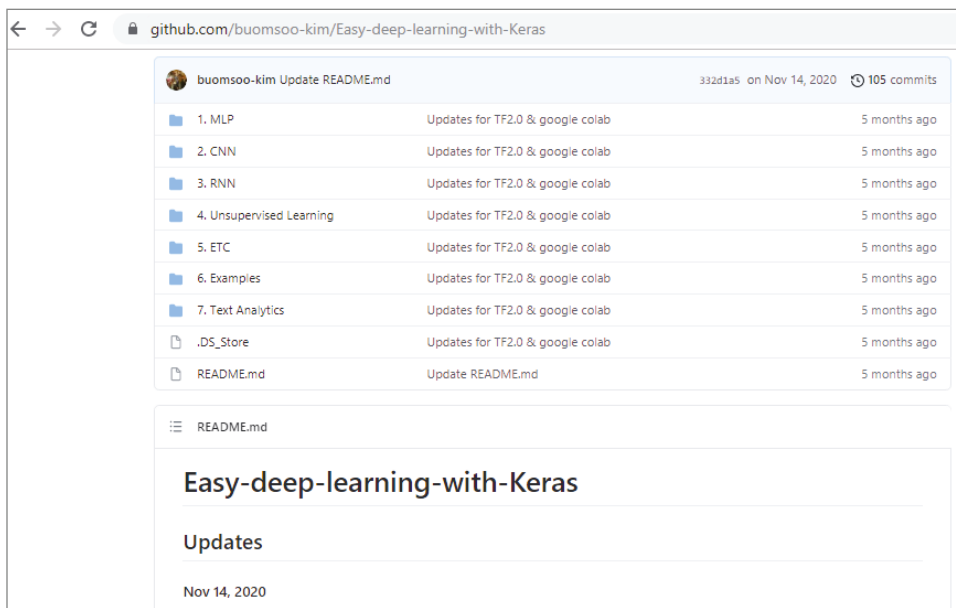 github.com/buomsoo-kim/Easy-deep-learning-with-Keras
buomsoo-kim Update README.md 332d1a5 on Nov 14, 2020 105 commits
1. MLP Updates for TF2.0 & google colab 5 months ago
2. CNN Updates for TF2.0 & google colab 5 months ago
3. RNN Updates for TF2.0 & google colab 5 months ago
4. Unsupervised Learning Updates for TF2.0 & google colab 5 months ago
5. ETC Updates for TF2.0 & google colab 5 months ago
6. Examples Updates for TF2.0 & google colab 5 months ago
7. Text Analytics Updates for TF2.0 & google colab 5 months ago
.DS_Store Updates for TF2.0 & google colab 5 months ago
README.md Update README.md 5 months ago
README.md
Easy-deep-learning-with-Keras
Updates
Nov 14, 2020